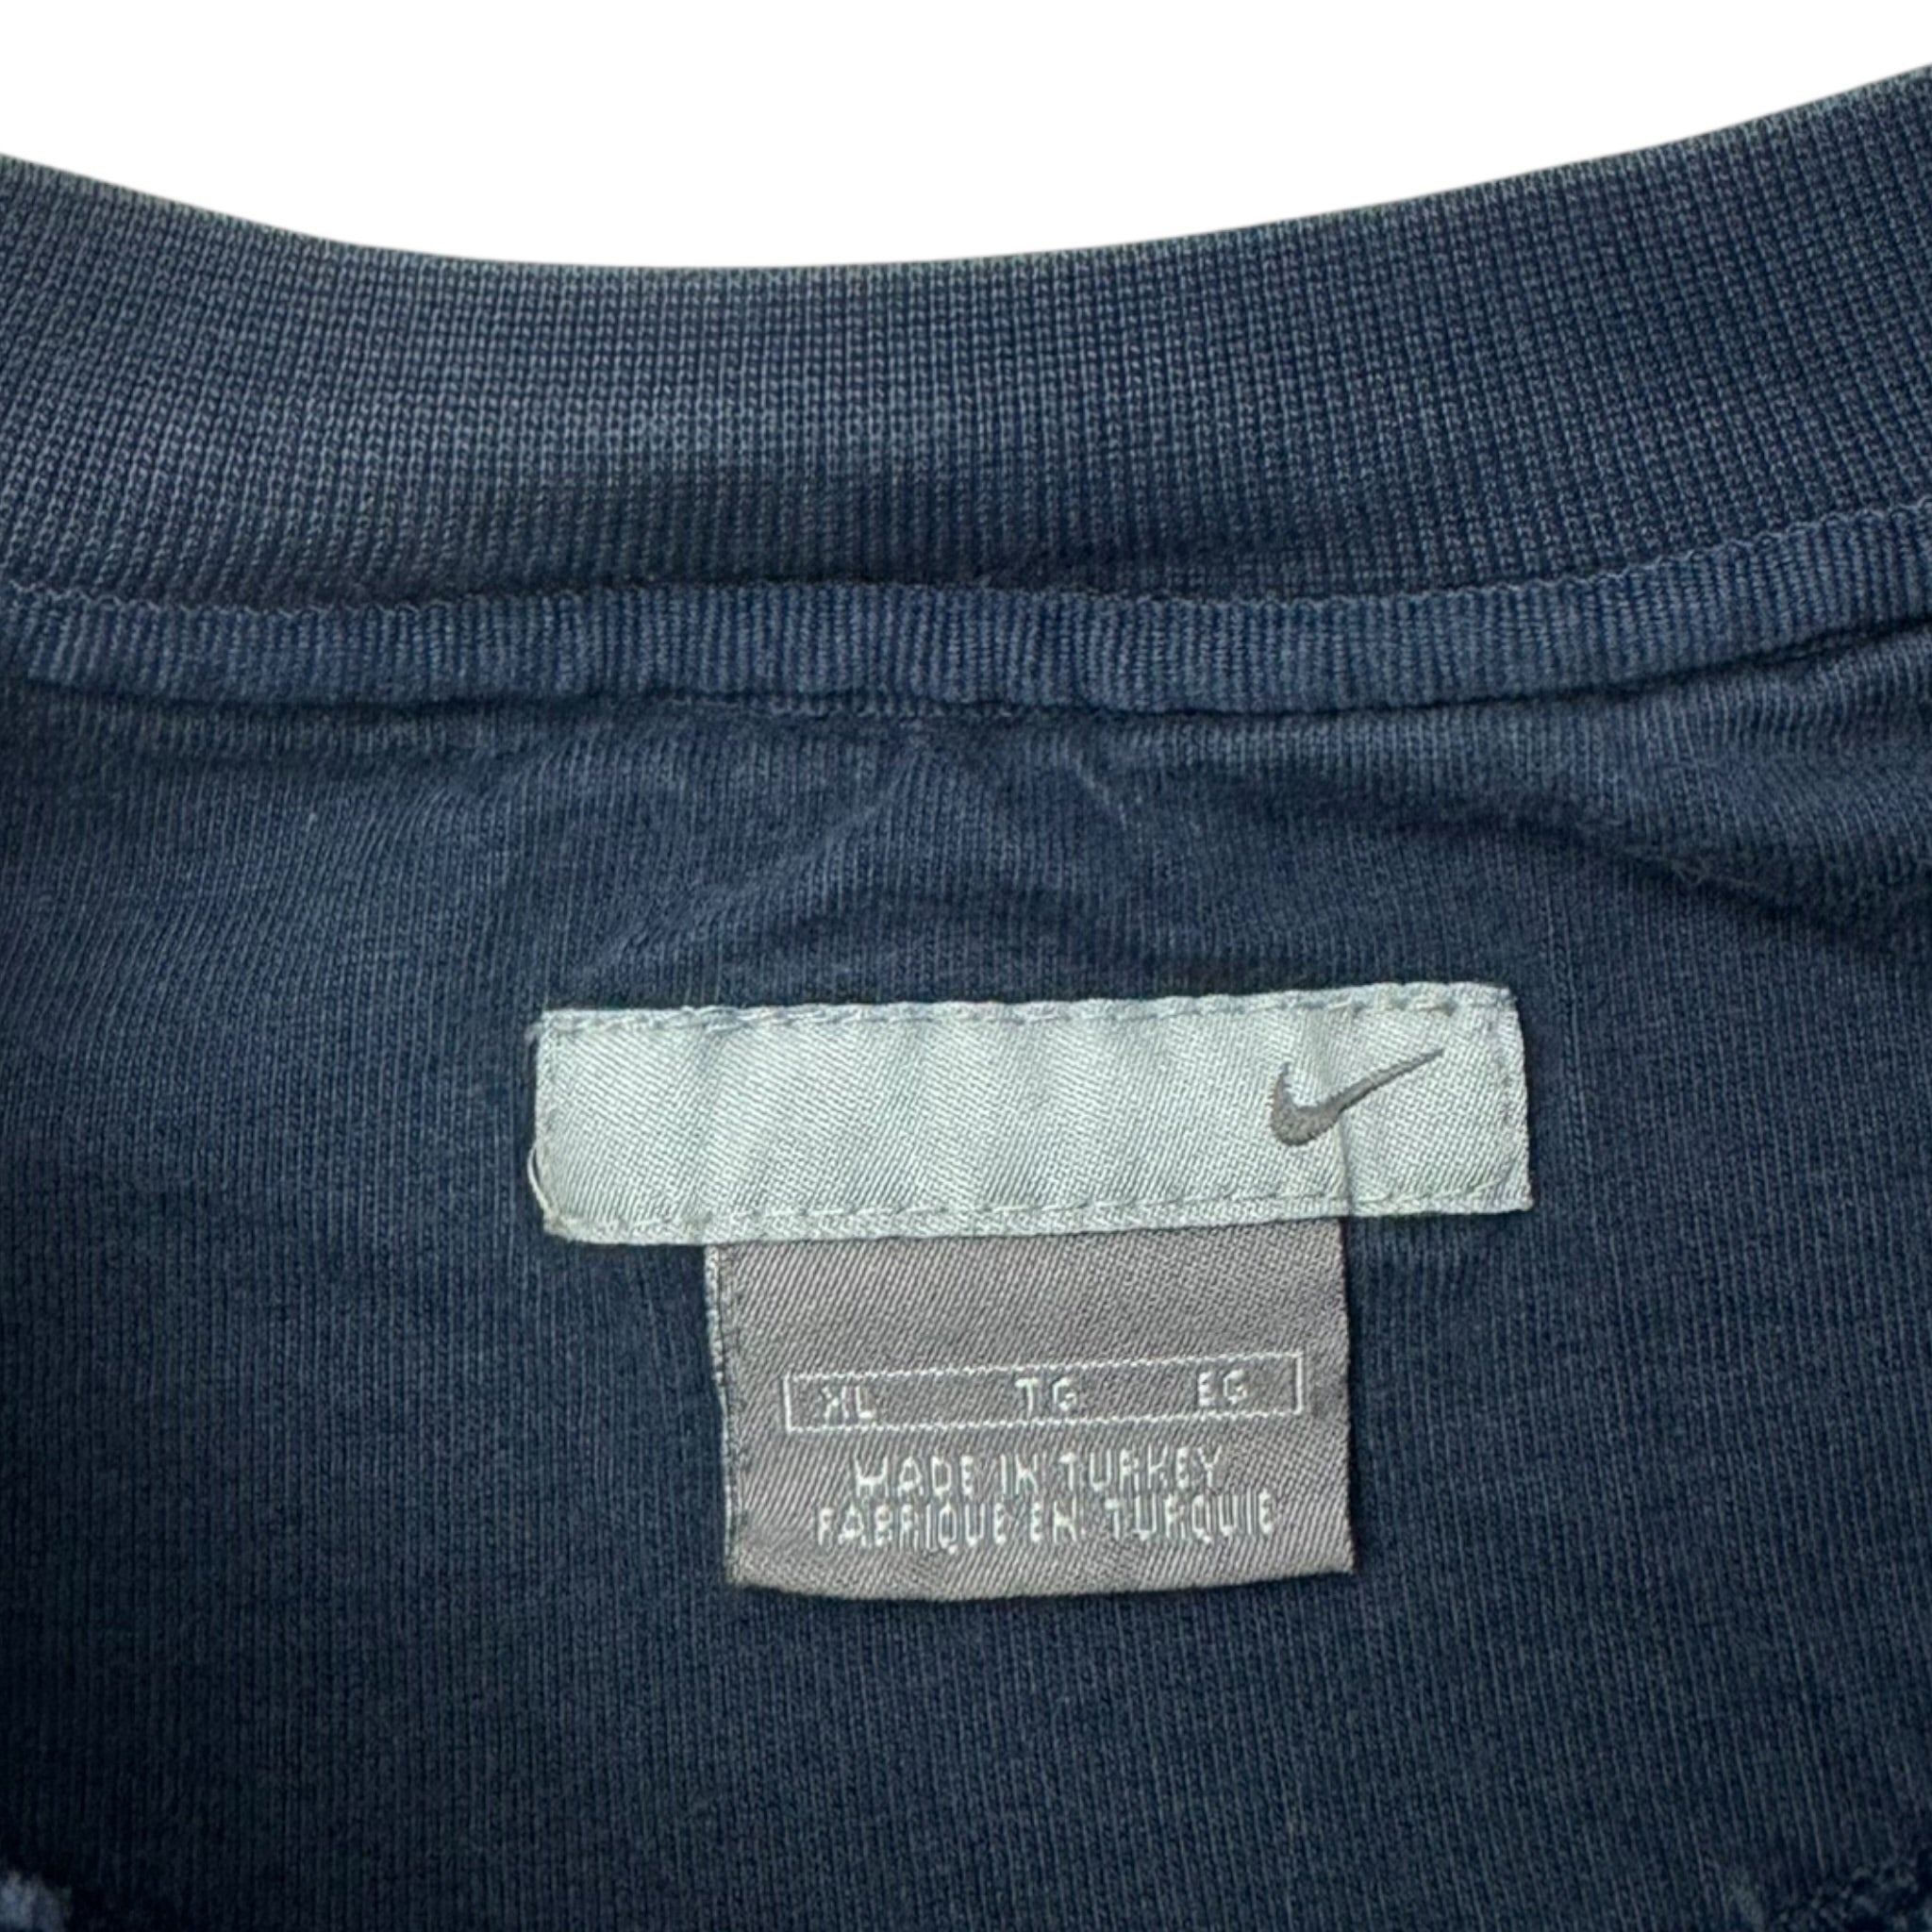 XL TG EG
MADE IN TURKEY
FABRIQUE EN TURQUIE